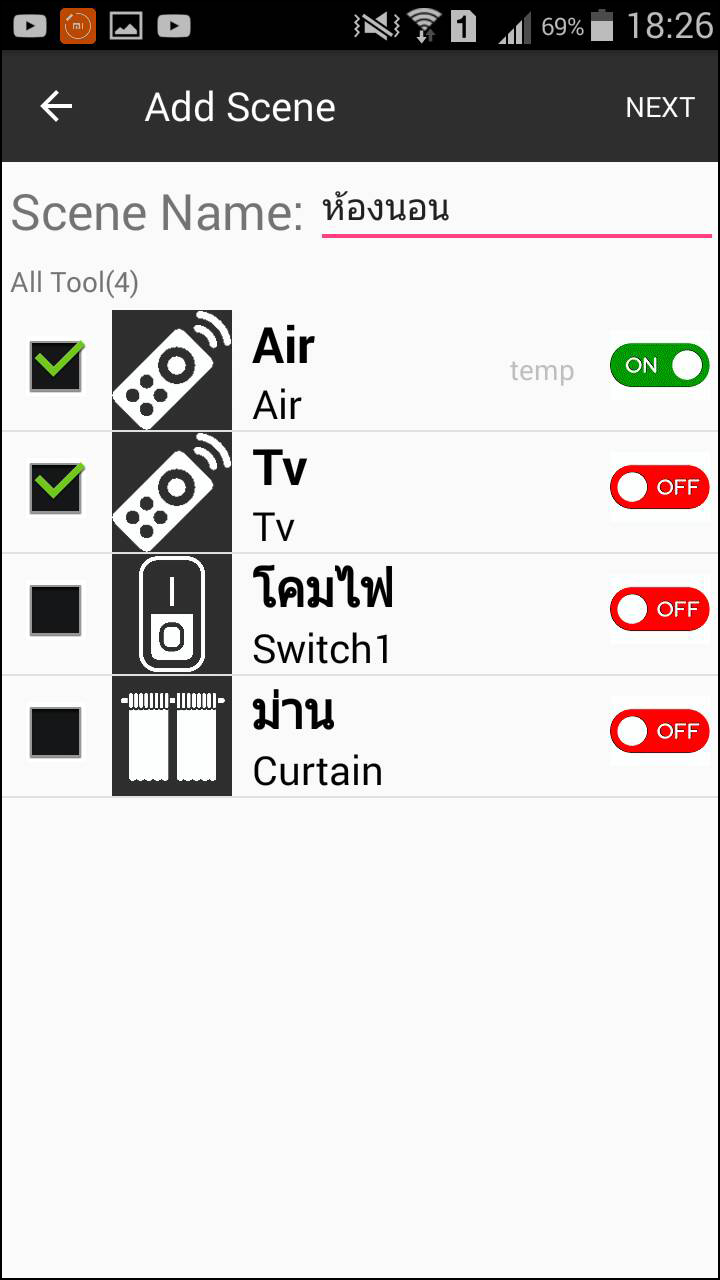 1 69% 18:26
Add Scene NEXT
Scene Name: ห้องนอน
All Tool(4)
Air
temp ON
Air
Tv
OFF
Tv
โคมไฟ
OFF
Switch1
ม่าน
OFF
Curtain